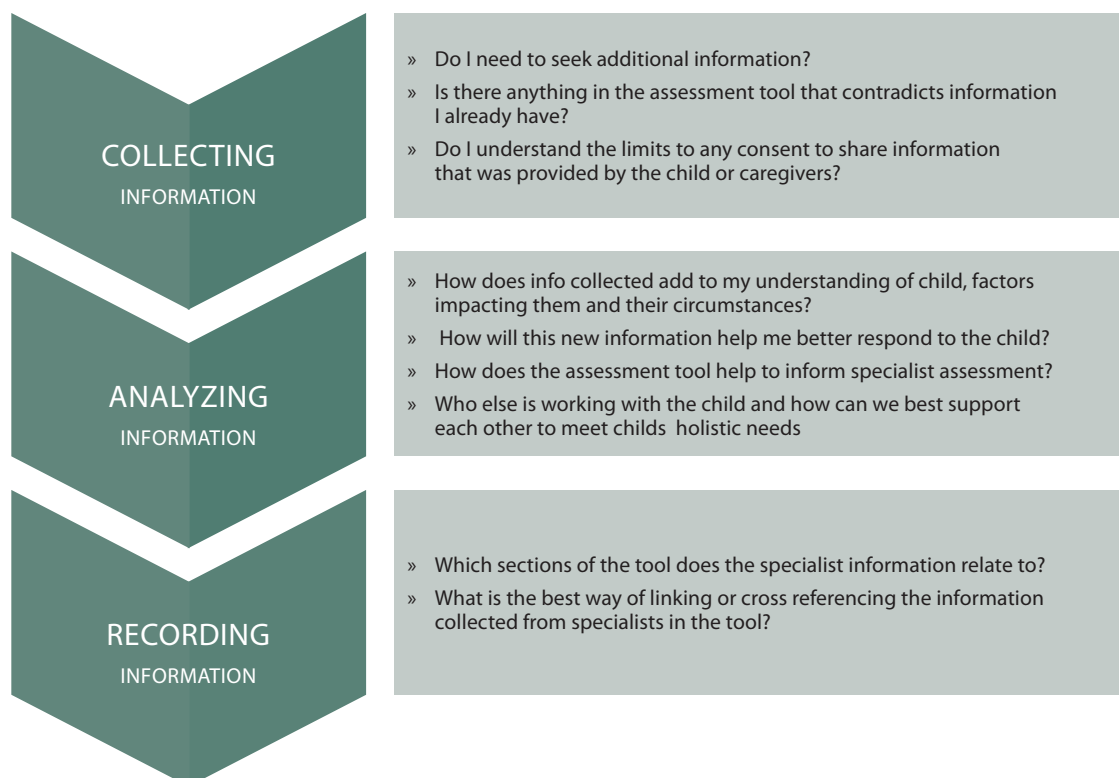 COLLECTING
INFORMATION
» Do I need to seek additional information?
» Is there anything in the assessment tool that contradicts information
I already have?
» Do I understand the limits to any consent to share information
that was provided by the child or caregivers?
ANALYZING
INFORMATION
» How does info collected add to my understanding of child, factors
impacting them and their circumstances?
» How will this new information help me better respond to the child?
» How does the assessment tool help to inform specialist assessment?
» Who else is working with the child and how can we best support
each other to meet childs holistic needs
RECORDING
INFORMATION
» Which sections of the tool does the specialist information relate to?
» What is the best way of linking or cross referencing the information
collected from specialists in the tool?